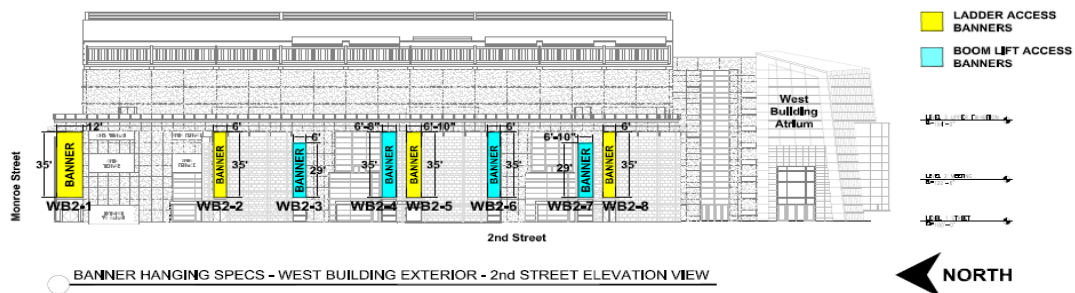 LADDER ACCESS
BANNERS
BOOM LIFT ACCESS
BANNERS
West
Building
Atrium
12' 6' 6' 6'-8" 6'-10" 6' 6'-10" 6'
35' BANNER
35' BANNER
BANNER 29'
35' BANNER
BANNER 35'
BANNER 35'
29' BANNER
BANNER 35'
WB2-1 WB2-2 WB2-3 WB2-4 WB2-5 WB2-6 WB2-7 WB2-8
Monroe Street
2nd Street
BANNER HANGING SPECS - WEST BUILDING EXTERIOR - 2nd STREET ELEVATION VIEW
NORTH